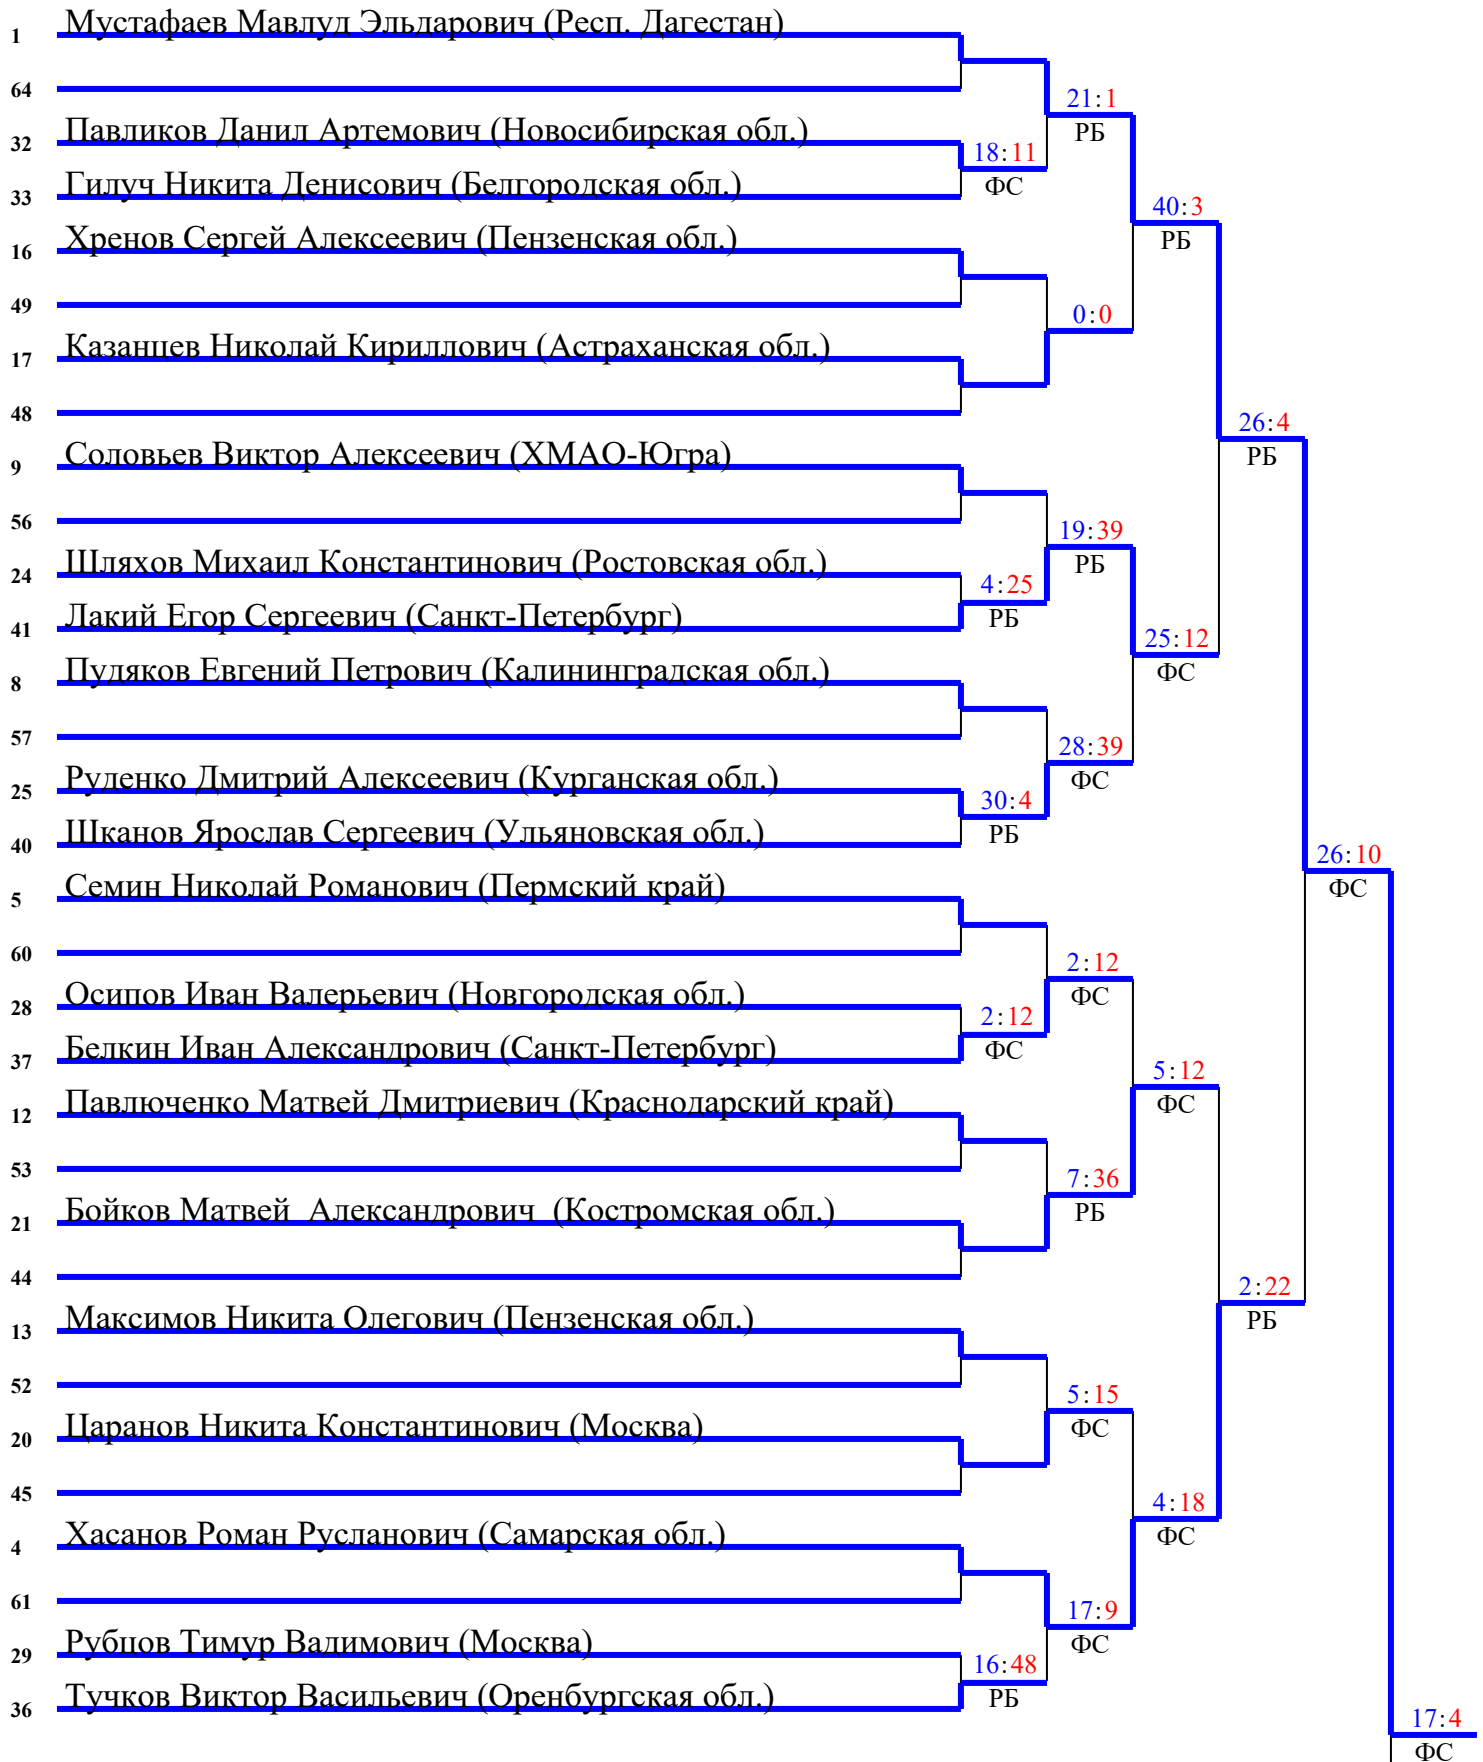 1 Мустафаев Мавлуд Эльдарович (Респ. Дагестан)
64
21:1
РБ
32 Павликов Данил Артемович (Новосибирская обл.)
18:11
ФС
33 Гилуч Никита Денисович (Белгородская обл.)
40:3
РБ
16 Хренов Сергей Алексеевич (Пензенская обл.)
49
0:0
17 Казанцев Николай Кириллович (Астраханская обл.)
48
26:4
РБ
9 Соловьев Виктор Алексеевич (ХМАО-Югра)
56
19:39
РБ
24 Шляхов Михаил Константинович (Ростовская обл.)
4:25
РБ
41 Лакий Егор Сергеевич (Санкт-Петербург)
25:12
ФС
8 Пудяков Евгений Петрович (Калининградская обл.)
57
28:39
ФС
25 Руденко Дмитрий Алексеевич (Курганская обл.)
30:4
РБ
40 Шканов Ярослав Сергеевич (Ульяновская обл.)
26:10
ФС
5 Семин Николай Романович (Пермский край)
60
2:12
ФС
28 Осипов Иван Валерьевич (Новгородская обл.)
2:12
ФС
37 Белкин Иван Александрович (Санкт-Петербург)
5:12
ФС
12 Павлюченко Матвей Дмитриевич (Краснодарский край)
53
7:36
РБ
21 Бойков Матвей  Александрович  (Костромская обл.)
44
2:22
РБ
13 Максимов Никита Олегович (Пензенская обл.)
52
5:15
ФС
20 Царанов Никита Константинович (Москва)
45
4:18
ФС
4 Хасанов Роман Русланович (Самарская обл.)
61
17:9
ФС
29 Рубцов Тимур Вадимович (Москва)
16:48
РБ
36 Тучков Виктор Васильевич (Оренбургская обл.)
17:4
ФС